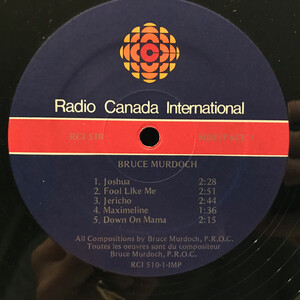 Radio Canada International
RCI 510
BRUCE MURDOCH
1. Joshua 2:28
2. Fool Like Me 2:51
3. Jericho 2:44
4. Maximeline 1:36
5. Down On Mama 2:15
All Compositions by Bruce Murdoch, P.R.O.C.
Toutes les oeuvres sont du compositeur
Bruce Murdoch, P.R.O.C.
RCI 510-1-IMP